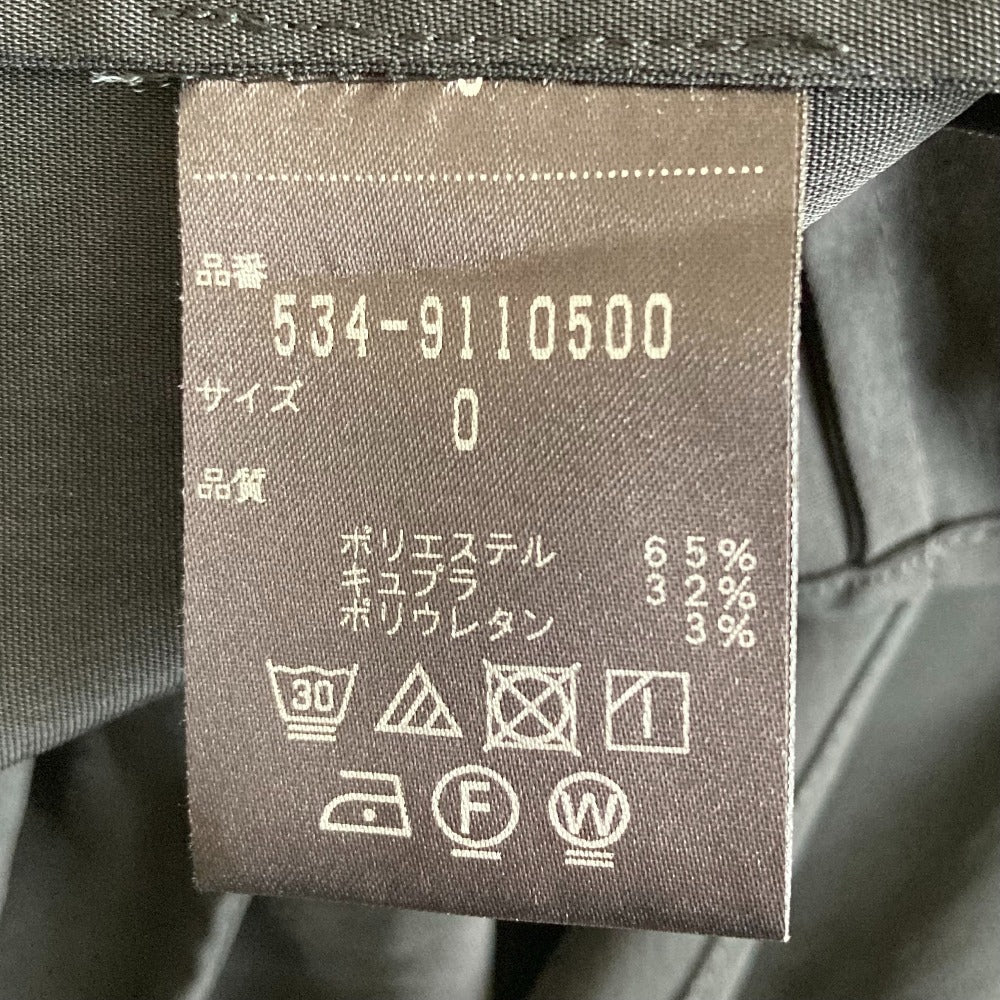 品番
534-9110500
サイズ 0
品質
ポリエステル 65%
キュプラ 32%
ポリウレタン 3%
30
F W